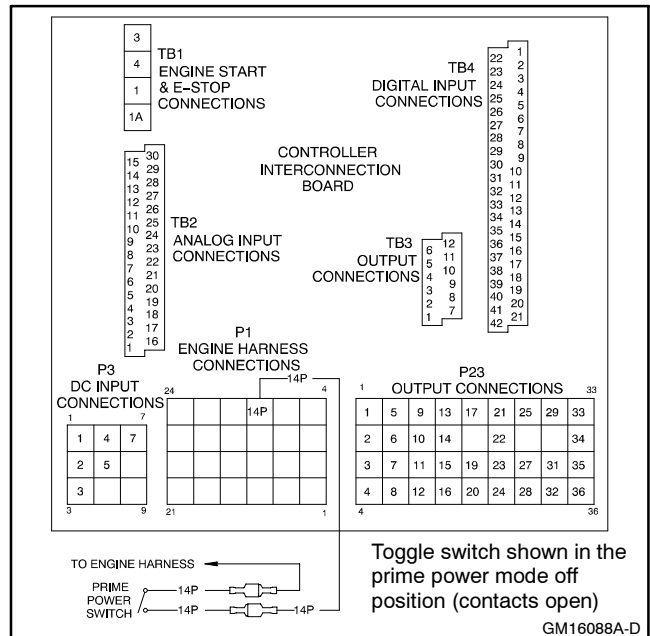 3
4
1
1A
TB1
ENGINE START
& E-STOP
CONNECTIONS
TB4
DIGITAL INPUT
CONNECTIONS
22 1
23 2
24 3
25 4
26 5
27 6
28 7
29 8
30 9
31 10
32 11
33 12
34 13
35 14
36 15
37 16
38 17
39 18
40 19
41 20
42 21
CONTROLLER
INTERCONNECTION
BOARD
15 30
14 29
13 28
12 27
11 26
10 25
9 24
8 23
7 22
6 21
5 20
4 19
3 18
2 17
1 16
TB2
ANALOG INPUT
CONNECTIONS
TB3
OUTPUT
CONNECTIONS
6 12
5 11
4 10
3 9
2 8
1 7
P1
ENGINE HARNESS
CONNECTIONS
14P
24 4
14P
21 1
P3
DC INPUT
CONNECTIONS
1 7
1 4 7
2 5
3
3 9
P23
OUTPUT CONNECTIONS
1 33
1 5 9 13 17 21 25 29 33
2 6 10 14 22 34
3 7 11 15 19 23 27 31 35
4 8 12 16 20 24 28 32 36
4 36
TO ENGINE HARNESS
PRIME
POWER
SWITCH
14P
14P 14P
Toggle switch shown in the
prime power mode off
position (contacts open)
GM16088A-D